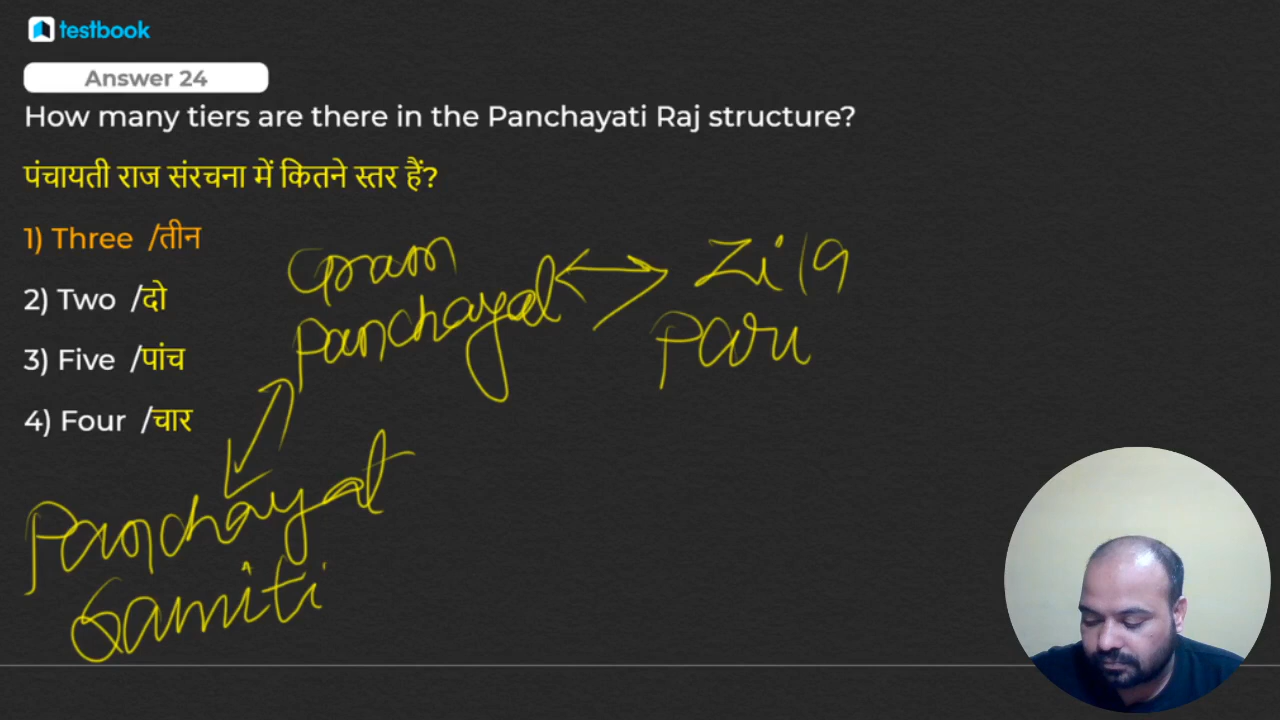 testbook
Answer 24
How many tiers are there in the Panchayati Raj structure?
पंचायती राज संरचना में कितने स्तर हैं?
1) Three /तीन
2) Two /दो
3) Five /पांच
4) Four /चार
Gram
Panchayat
Zila
Pari
Panchayat
Samiti